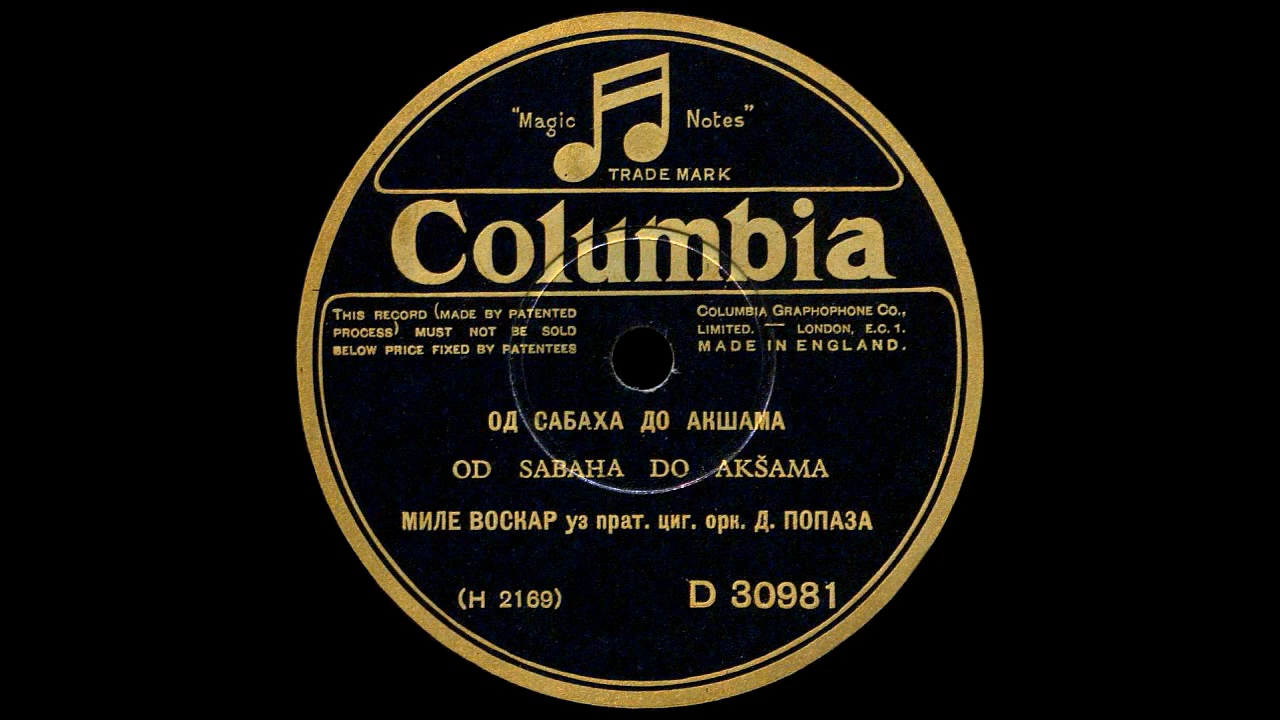 "Magic Notes"
TRADE MARK
Columbia
THIS RECORD (MADE BY PATENTED
PROCESS) MUST NOT BE SOLD
BELOW PRICE FIXED BY PATENTEES
COLUMBIA GRAPHOPHONE CO.,
LIMITED. — LONDON, E.C.1.
MADE IN ENGLAND.
ОД САБАХА ДО АКШАМА
OD SABAHA DO AKŠAMA
МИЛЕ ВОСКАР уз прат. циг. орк. Д. ПОПАЗА
(H 2169)
D 30981